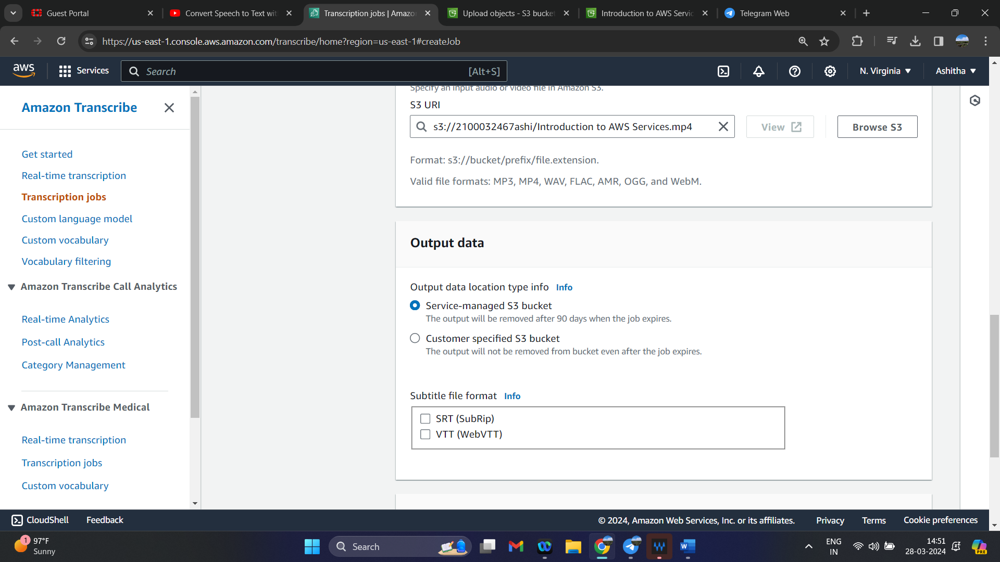 Guest Portal
Convert Speech to Text wit
Transcription jobs | Amazo
Upload objects - S3 bucket
Introduction to AWS Servic
Telegram Web
https://us-east-1.console.aws.amazon.com/transcribe/home?region=us-east-1#createJob
aws
Services
Search
[Alt+S]
N. Virginia
Ashitha
Amazon Transcribe
Get started
Real-time transcription
Transcription jobs
Custom language model
Custom vocabulary
Vocabulary filtering
Amazon Transcribe Call Analytics
Real-time Analytics
Post-call Analytics
Category Management
Amazon Transcribe Medical
Real-time transcription
Transcription jobs
Custom vocabulary
Specify an input audio or video file in Amazon S3.
S3 URI
s3://2100032467ashi/Introduction to AWS Services.mp4
View
Browse S3
Format: s3://bucket/prefix/file.extension.
Valid file formats: MP3, MP4, WAV, FLAC, AMR, OGG, and WebM.
Output data
Output data location type info Info
Service-managed S3 bucket
The output will be removed after 90 days when the job expires.
Customer specified S3 bucket
The output will not be removed from bucket even after the job expires.
Subtitle file format Info
SRT (SubRip)
VTT (WebVTT)
CloudShell
Feedback
© 2024, Amazon Web Services, Inc. or its affiliates.
Privacy
Terms
Cookie preferences
1
97°F
Sunny
Search
W
PRE
ENG
IN
14:51
28-03-2024